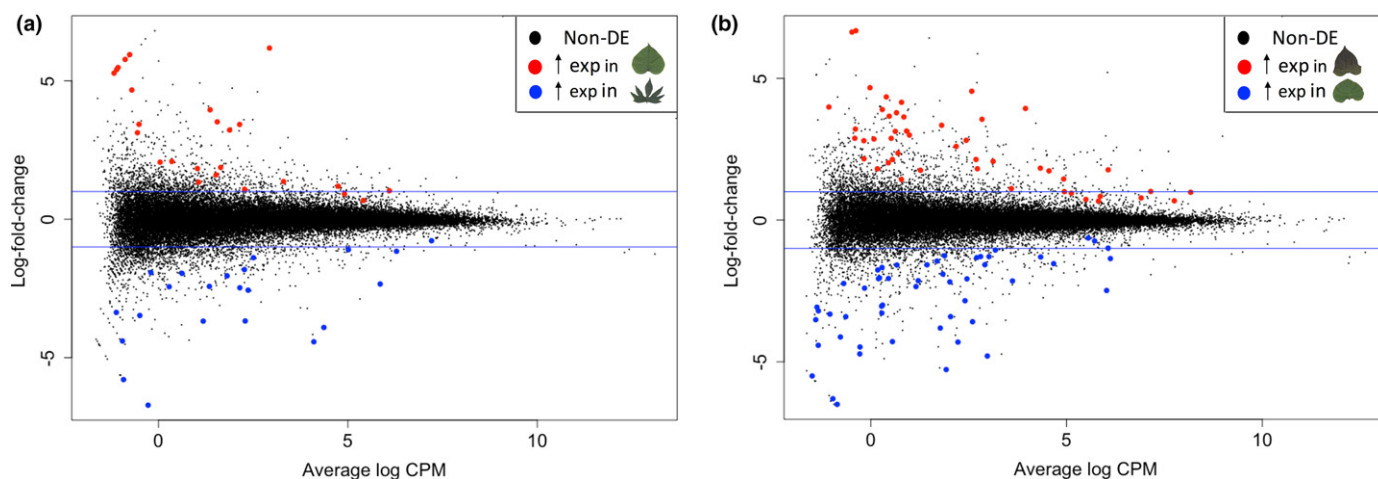 (a)
Non-DE
↑ exp in
↑ exp in
Log-fold-change
5
0
-5
0 5 10
Average log CPM
(b)
Non-DE
↑ exp in
↑ exp in
Log-fold-change
5
0
-5
0 5 10
Average log CPM